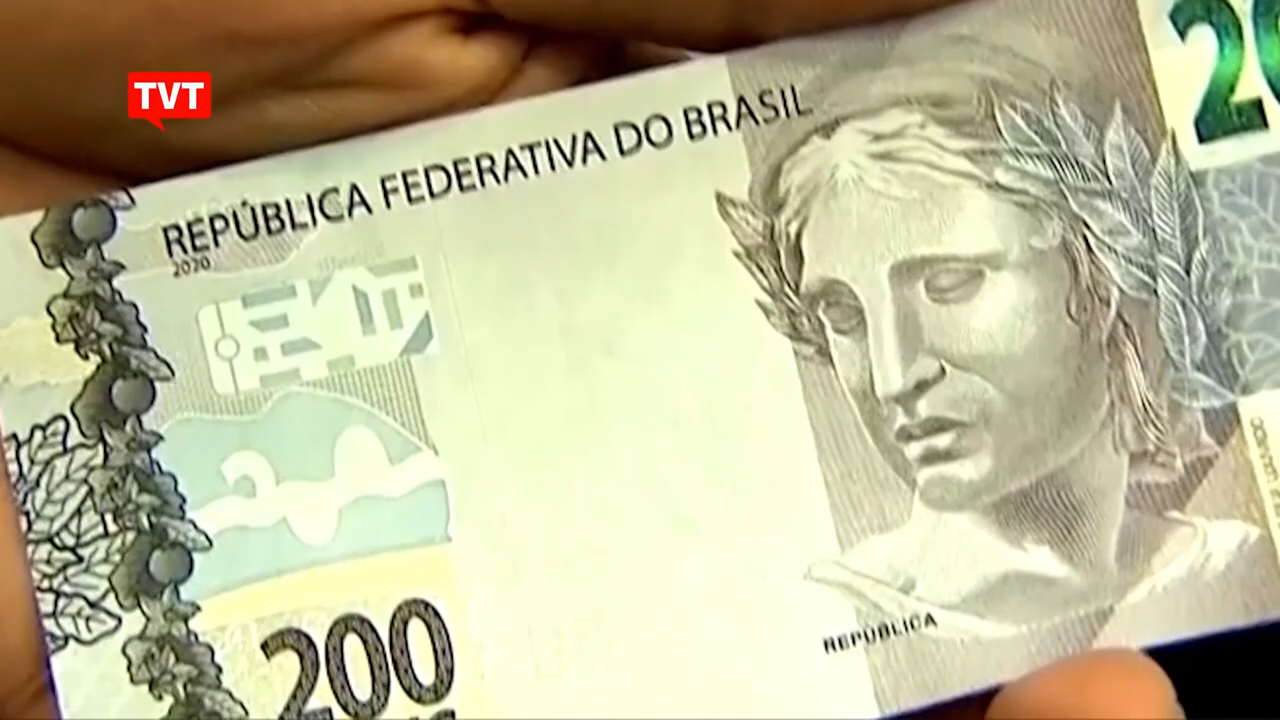 TVT
REPÚBLICA FEDERATIVA DO BRASIL
2020
200
REPÚBLICA